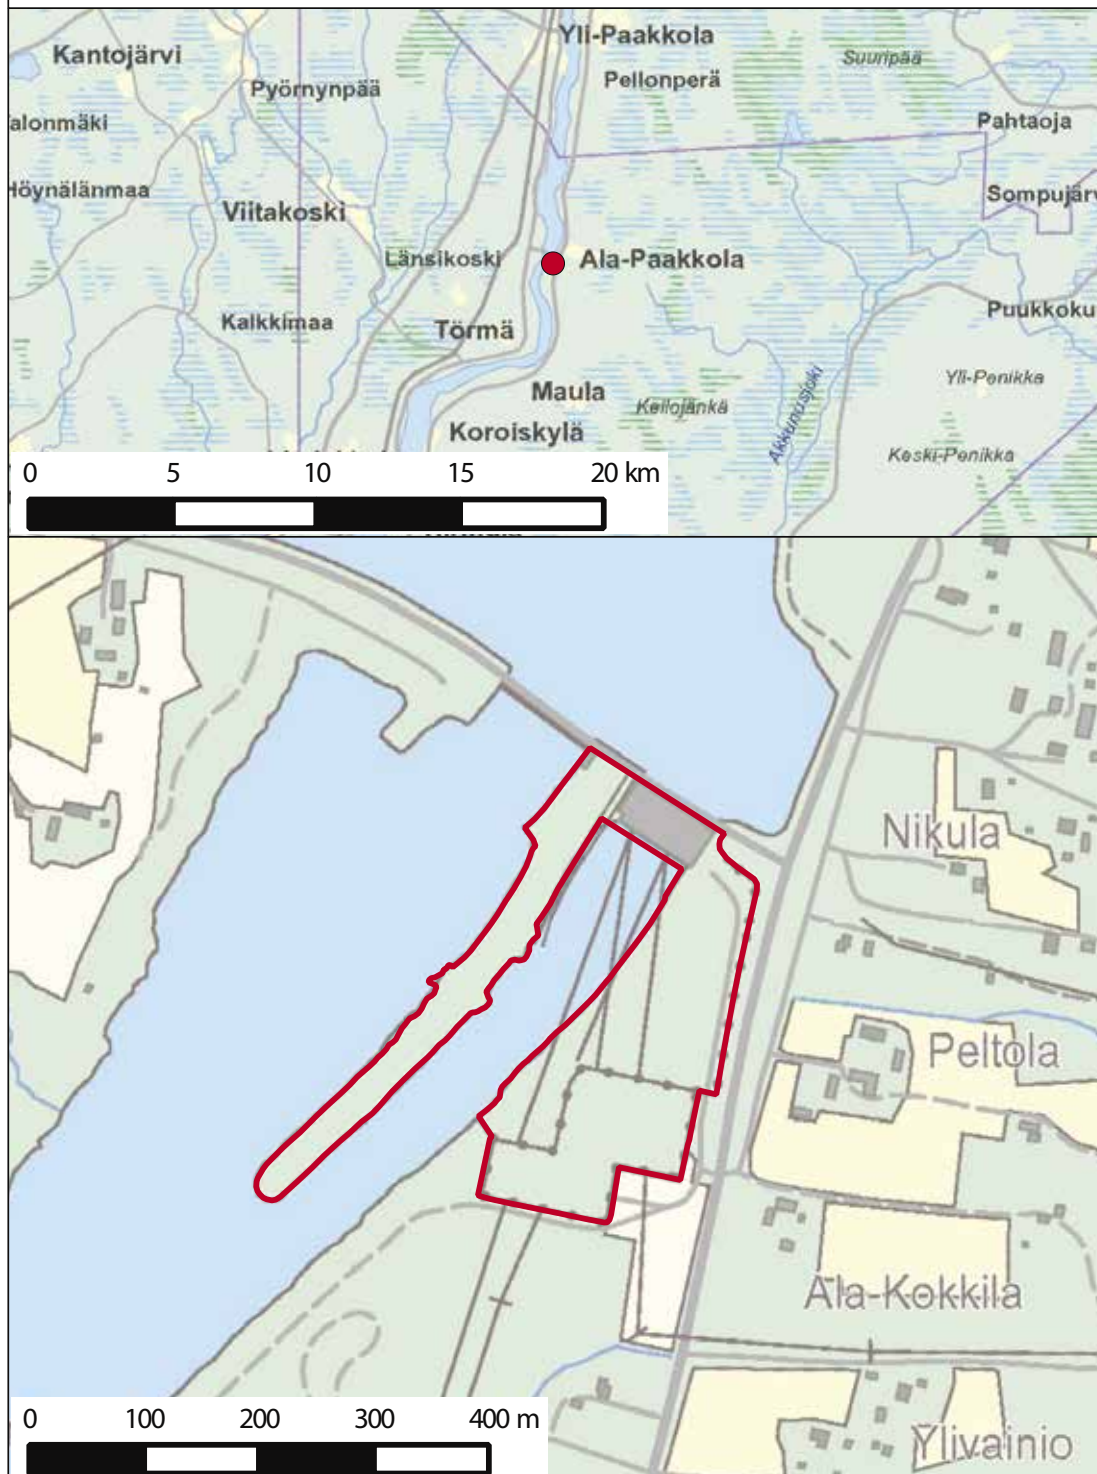 Kantojärvi
Yli-Paakkola
Suuripää
Pyörnynpää
Pellonperä
alonmäki
Pahtaoja
Höynälänmaa
Sompujärv
Viitakoski
Länsikoski
Ala-Paakkola
Kalkkimaa
Törmä
Puukkoku
Maula
Yli-Penikka
Keilojänkä
Akkunusjoki
Koroiskylä
Keski-Penikka
0 5 10 15 20 km
Nikula
Peltola
Ala-Kokkila
0 100 200 300 400 m
Ylivainio